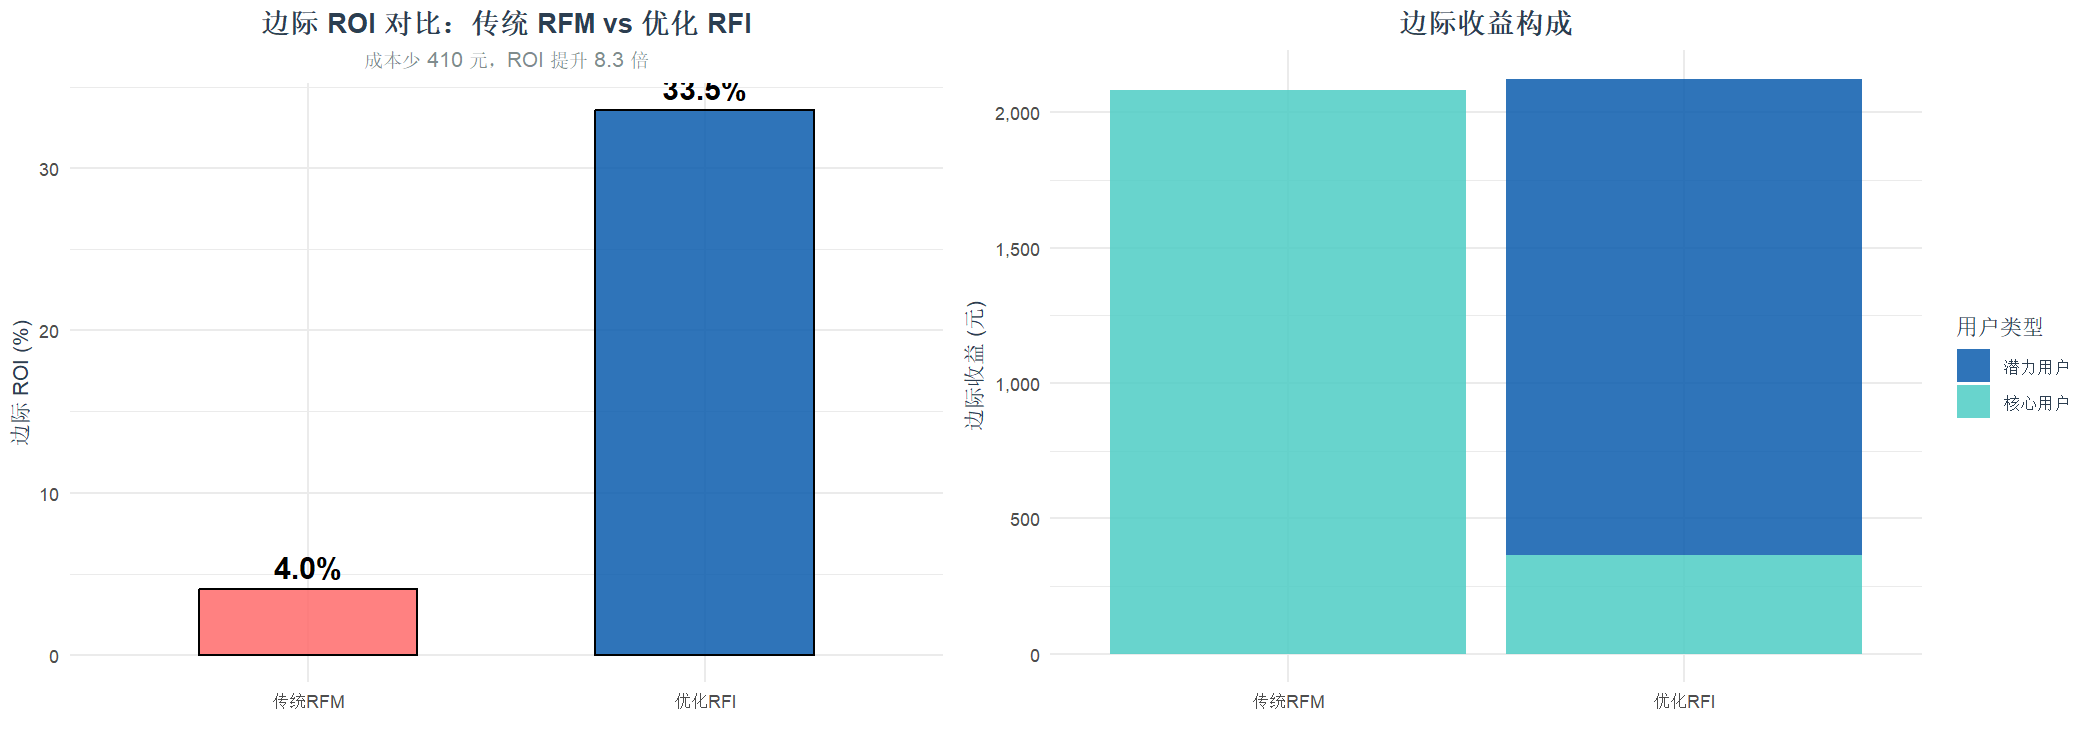 边际 ROI 对比：传统 RFM vs 优化 RFI
成本少 410 元，ROI 提升 8.3 倍
边际 ROI (%)
30
20
10
0
33.5%
4.0%
传统RFM
优化RFI
边际收益构成
边际收益 (元)
2,000
1,500
1,000
500
0
传统RFM
优化RFI
用户类型
潜力用户
核心用户